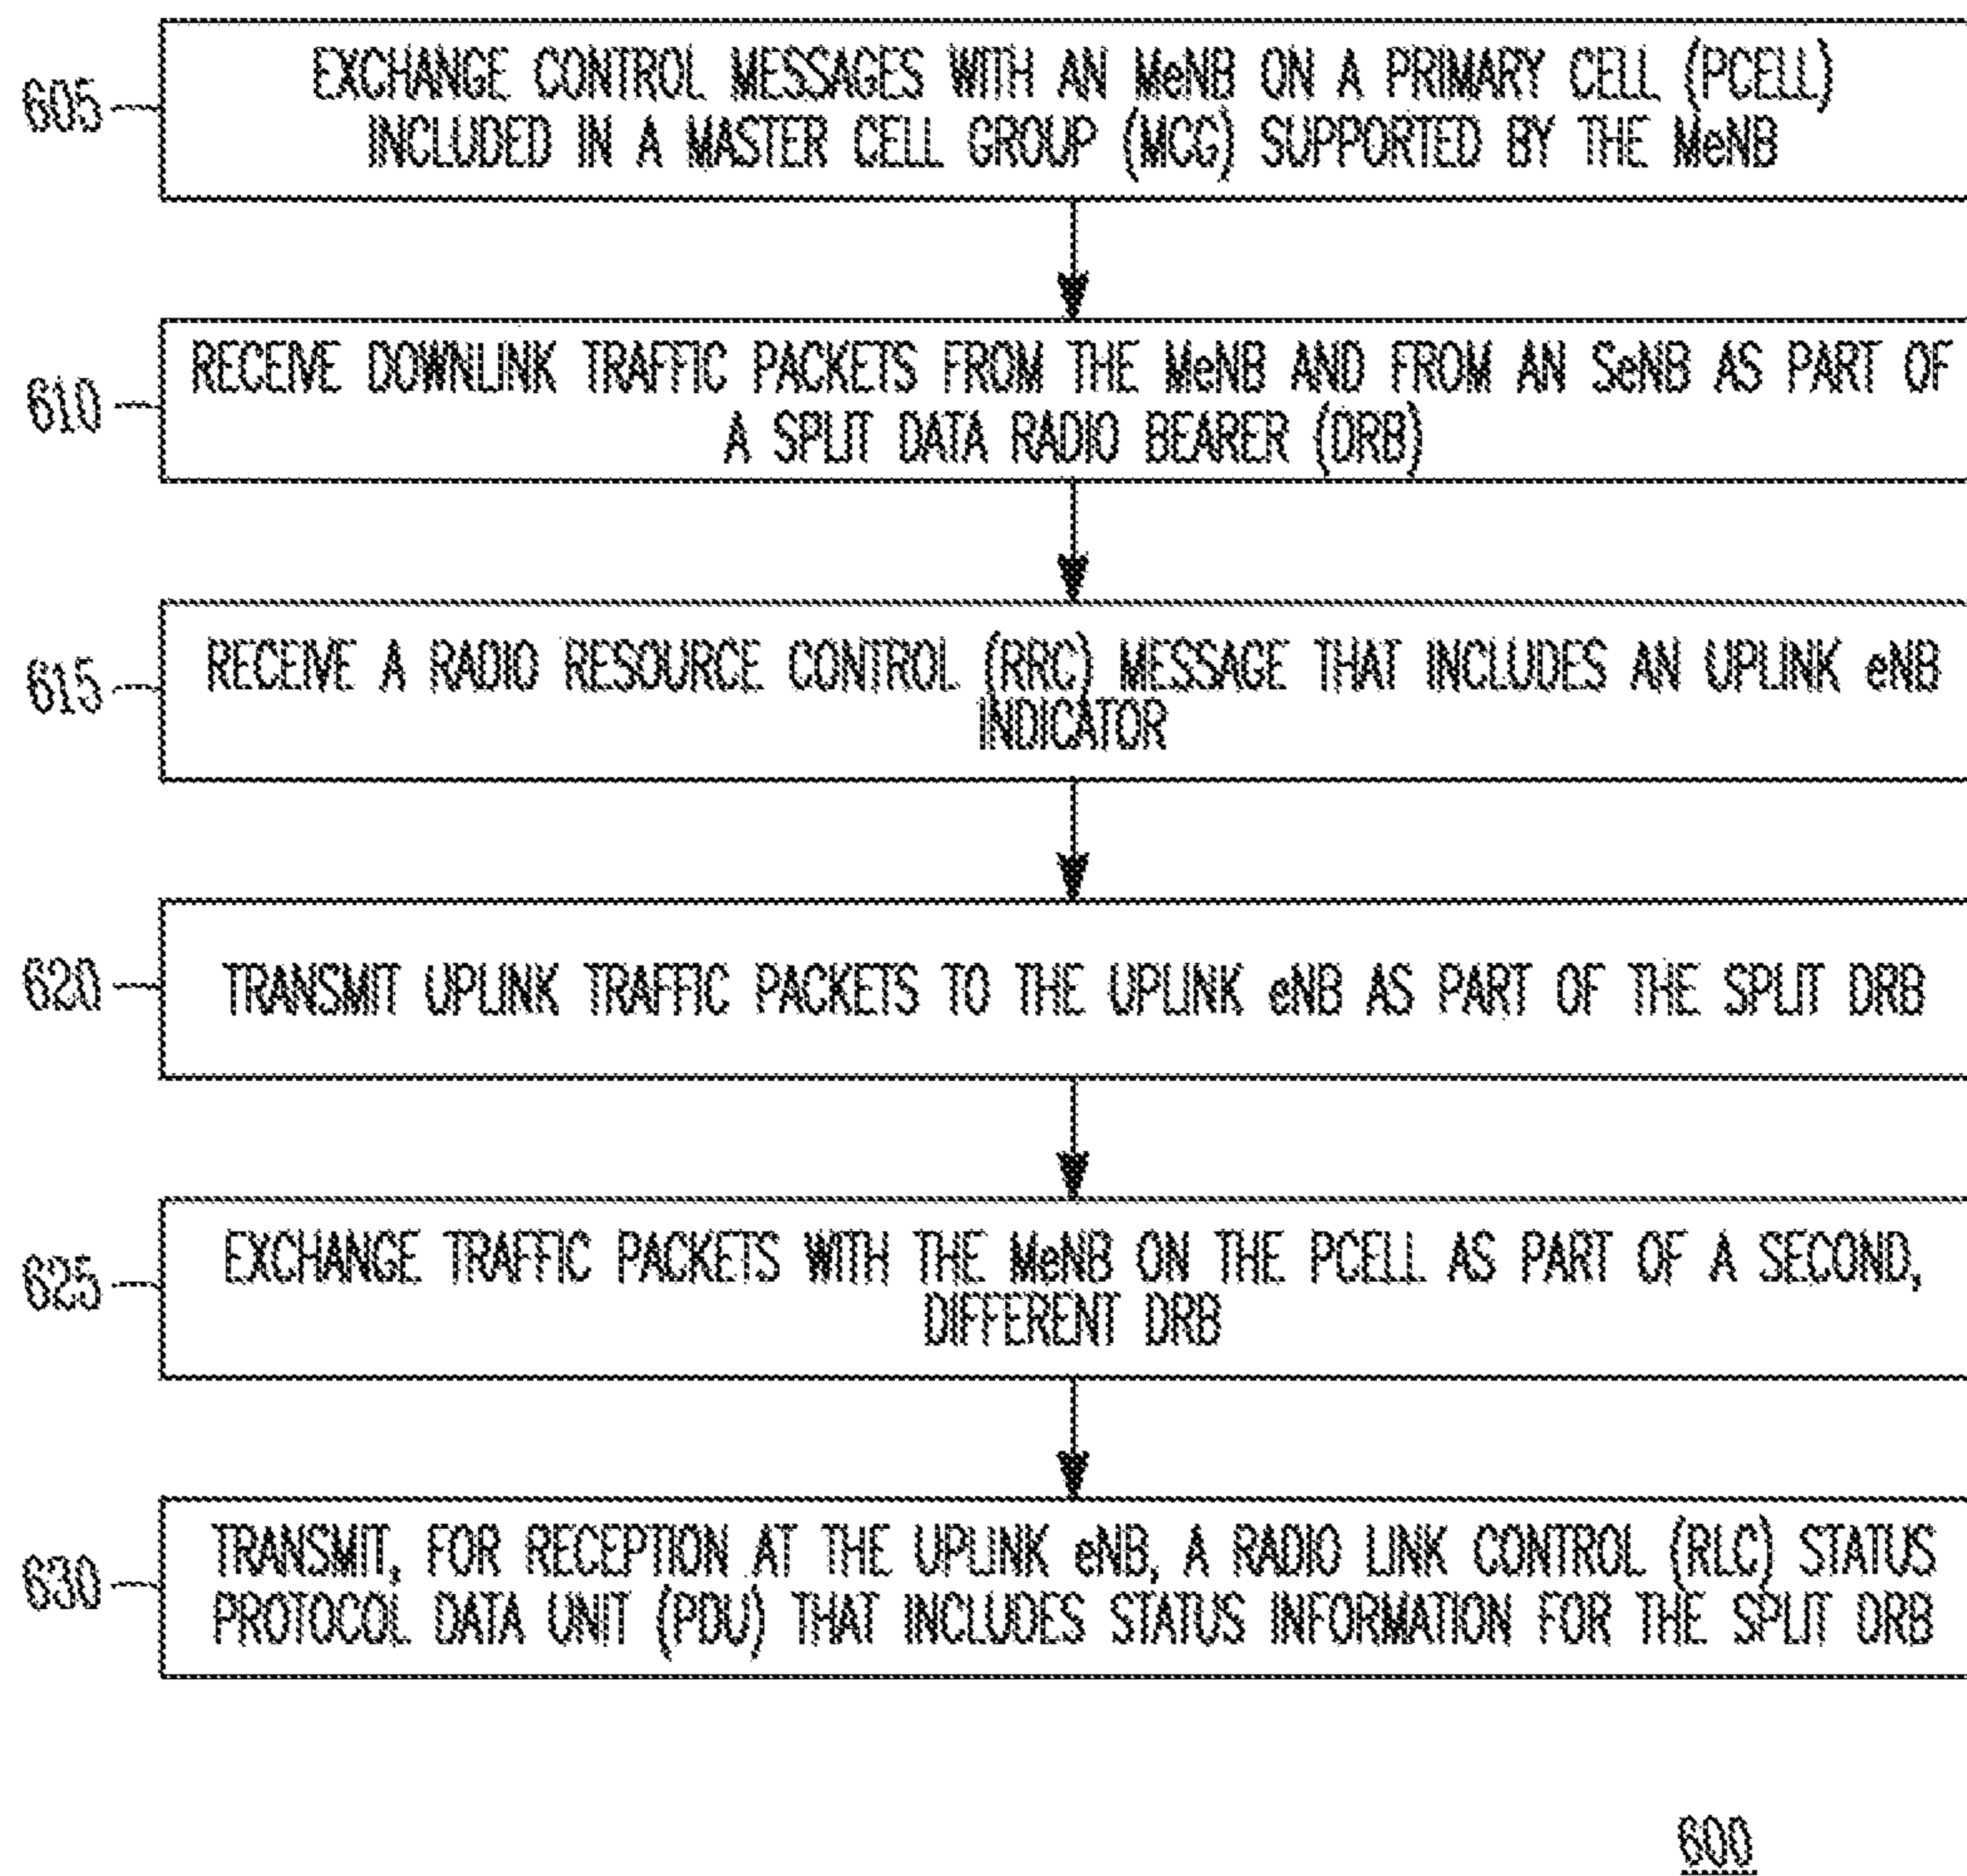 605
EXCHANGE CONTROL MESSAGES WITH AN MeNB ON A PRIMARY CELL (PCELL)
INCLUDED IN A MASTER CELL GROUP (MCG) SUPPORTED BY THE MeNB
610
RECEIVE DOWNLINK TRAFFIC PACKETS FROM THE MeNB AND FROM AN SeNB AS PART OF
A SPLIT DATA RADIO BEARER (DRB)
615
RECEIVE A RADIO RESOURCE CONTROL (RRC) MESSAGE THAT INCLUDES AN UPLINK eNB
INDICATOR
620
TRANSMIT UPLINK TRAFFIC PACKETS TO THE UPLINK eNB AS PART OF THE SPLIT DRB
625
EXCHANGE TRAFFIC PACKETS WITH THE MeNB ON THE PCELL AS PART OF A SECOND,
DIFFERENT DRB
630
TRANSMIT, FOR RECEPTION AT THE UPLINK eNB, A RADIO LINK CONTROL (RLC) STATUS
PROTOCOL DATA UNIT (PDU) THAT INCLUDES STATUS INFORMATION FOR THE SPLIT DRB
600